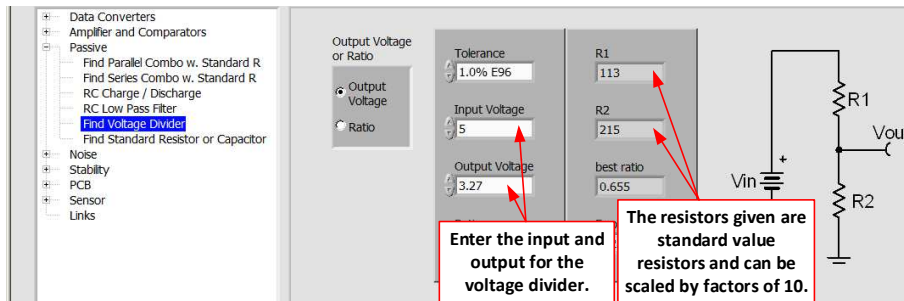 Data Converters
Amplifier and Comparators
Passive
Find Parallel Combo w. Standard R
Find Series Combo w. Standard R
RC Charge / Discharge
RC Low Pass Filter
Find Voltage Divider
Find Standard Resistor or Capacitor
Noise
Stability
PCB
Sensor
Links
Output Voltage
or Ratio
Output
Voltage
Ratio
Tolerance
1.0% E96
Input Voltage
5
Output Voltage
3.27
R1
113
R2
215
best ratio
0.655
Enter the input and
output for the
voltage divider.
The resistors given are
standard value
resistors and can be
scaled by factors of 10.
Vin
+
R1
Vou
R2